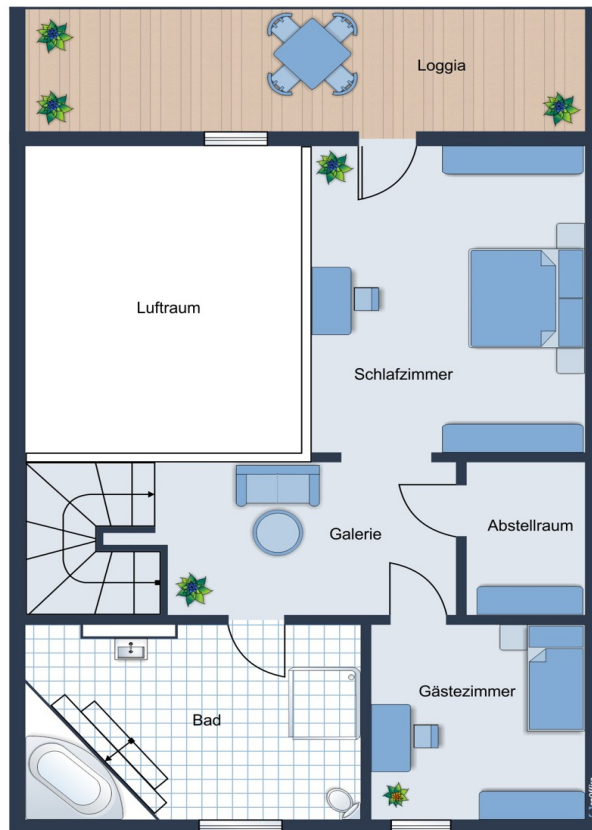 Loggia
Luftraum
Schlafzimmer
Galerie
Abstellraum
Gästezimmer
Bad